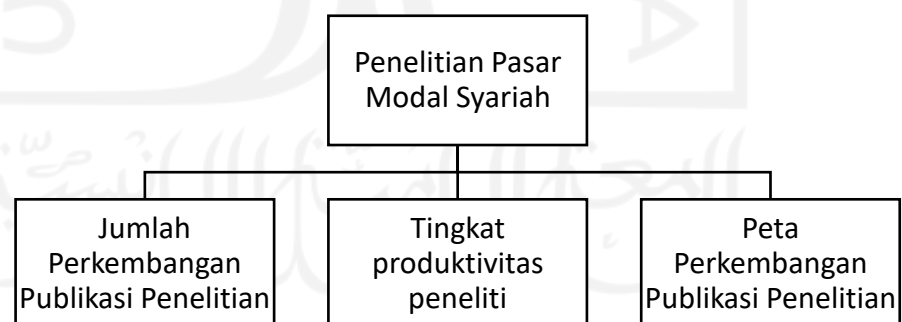 Penelitian Pasar
Modal Syariah
Jumlah
Perkembangan
Publikasi Penelitian
Tingkat
produktivitas
peneliti
Peta
Perkembangan
Publikasi Penelitian